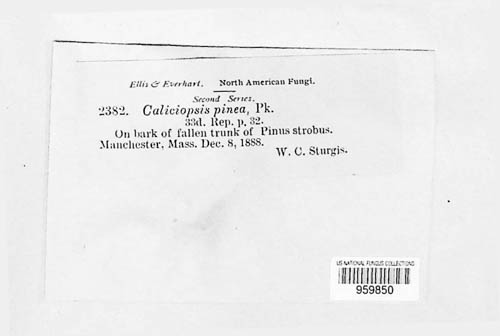 Ellis & Everhart. North American Fungi.
Second Series.
2382. Caliciopsis pinea, Pk.
33d. Rep. p. 32.
On bark of fallen trunk of Pinus strobus.
Manchester, Mass. Dec. 8, 1888.
W. C. Sturgis.
US NATIONAL FUNGUS COLLECTIONS
959850